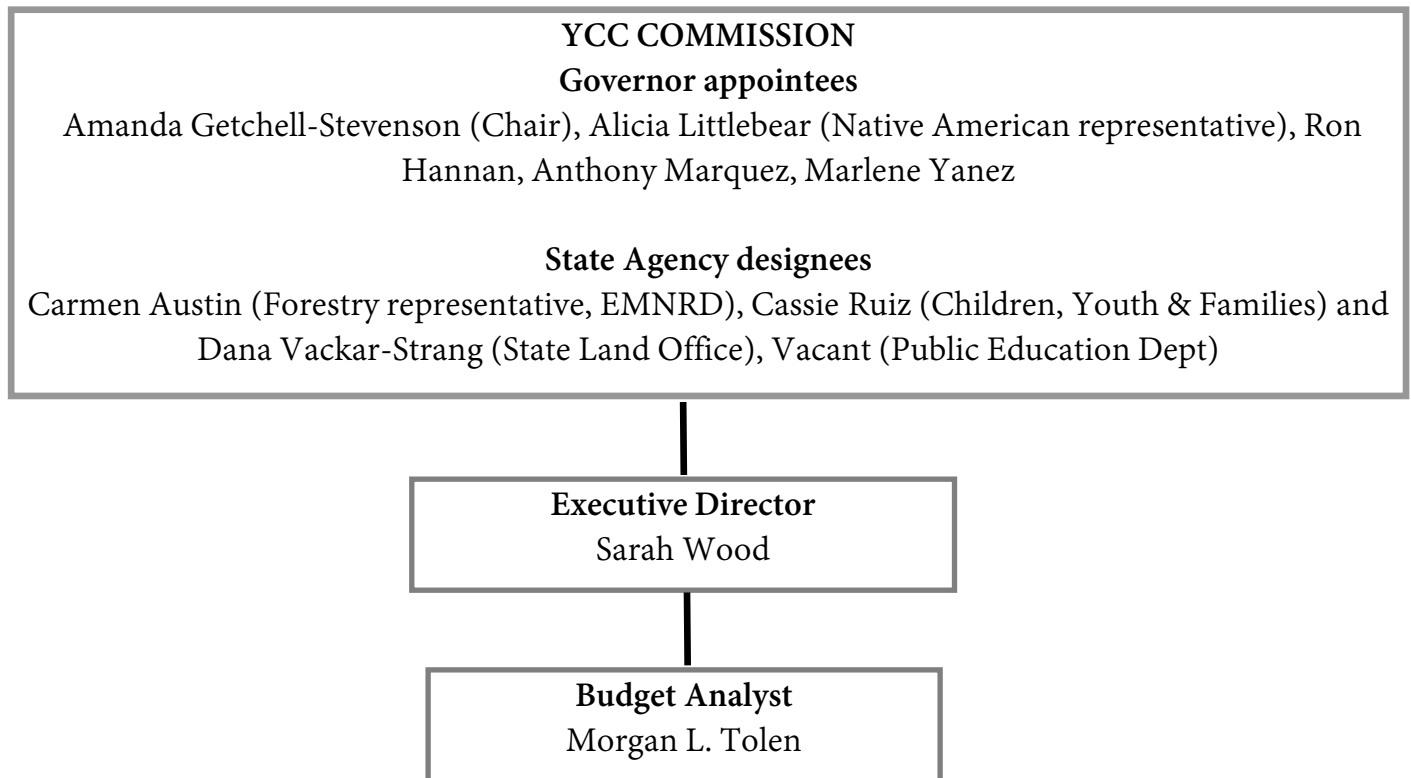 YCC COMMISSION
Governor appointees
Amanda Getchell-Stevenson (Chair), Alicia Littlebear (Native American representative), Ron
Hannan, Anthony Marquez, Marlene Yanez
State Agency designees
Carmen Austin (Forestry representative, EMNRD), Cassie Ruiz (Children, Youth & Families) and
Dana Vackar-Strang (State Land Office), Vacant (Public Education Dept)
Executive Director
Sarah Wood
Budget Analyst
Morgan L. Tolen